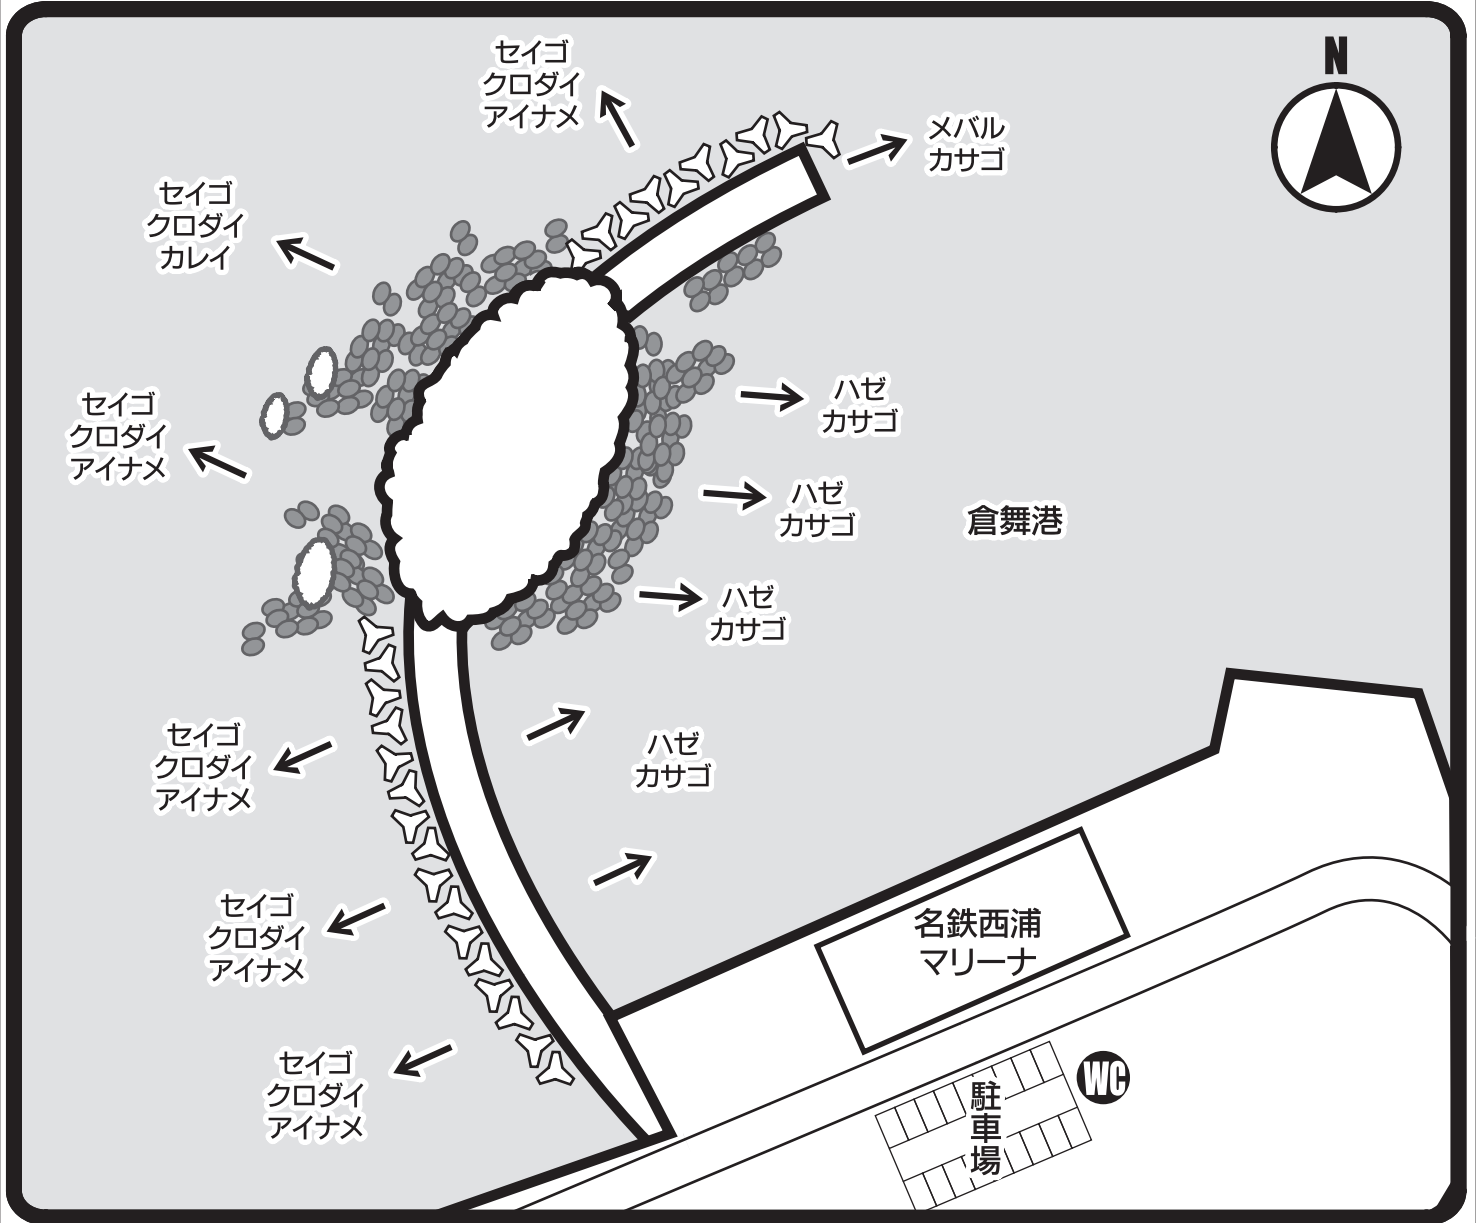 N
セイゴ
クロダイ
アイナメ
メバル
カサゴ
セイゴ
クロダイ
カレイ
セイゴ
クロダイ
アイナメ
ハゼ
カサゴ
ハゼ
カサゴ
倉舞港
ハゼ
カサゴ
セイゴ
クロダイ
アイナメ
ハゼ
カサゴ
セイゴ
クロダイ
アイナメ
名鉄西浦
マリーナ
セイゴ
クロダイ
アイナメ
駐車場
WC